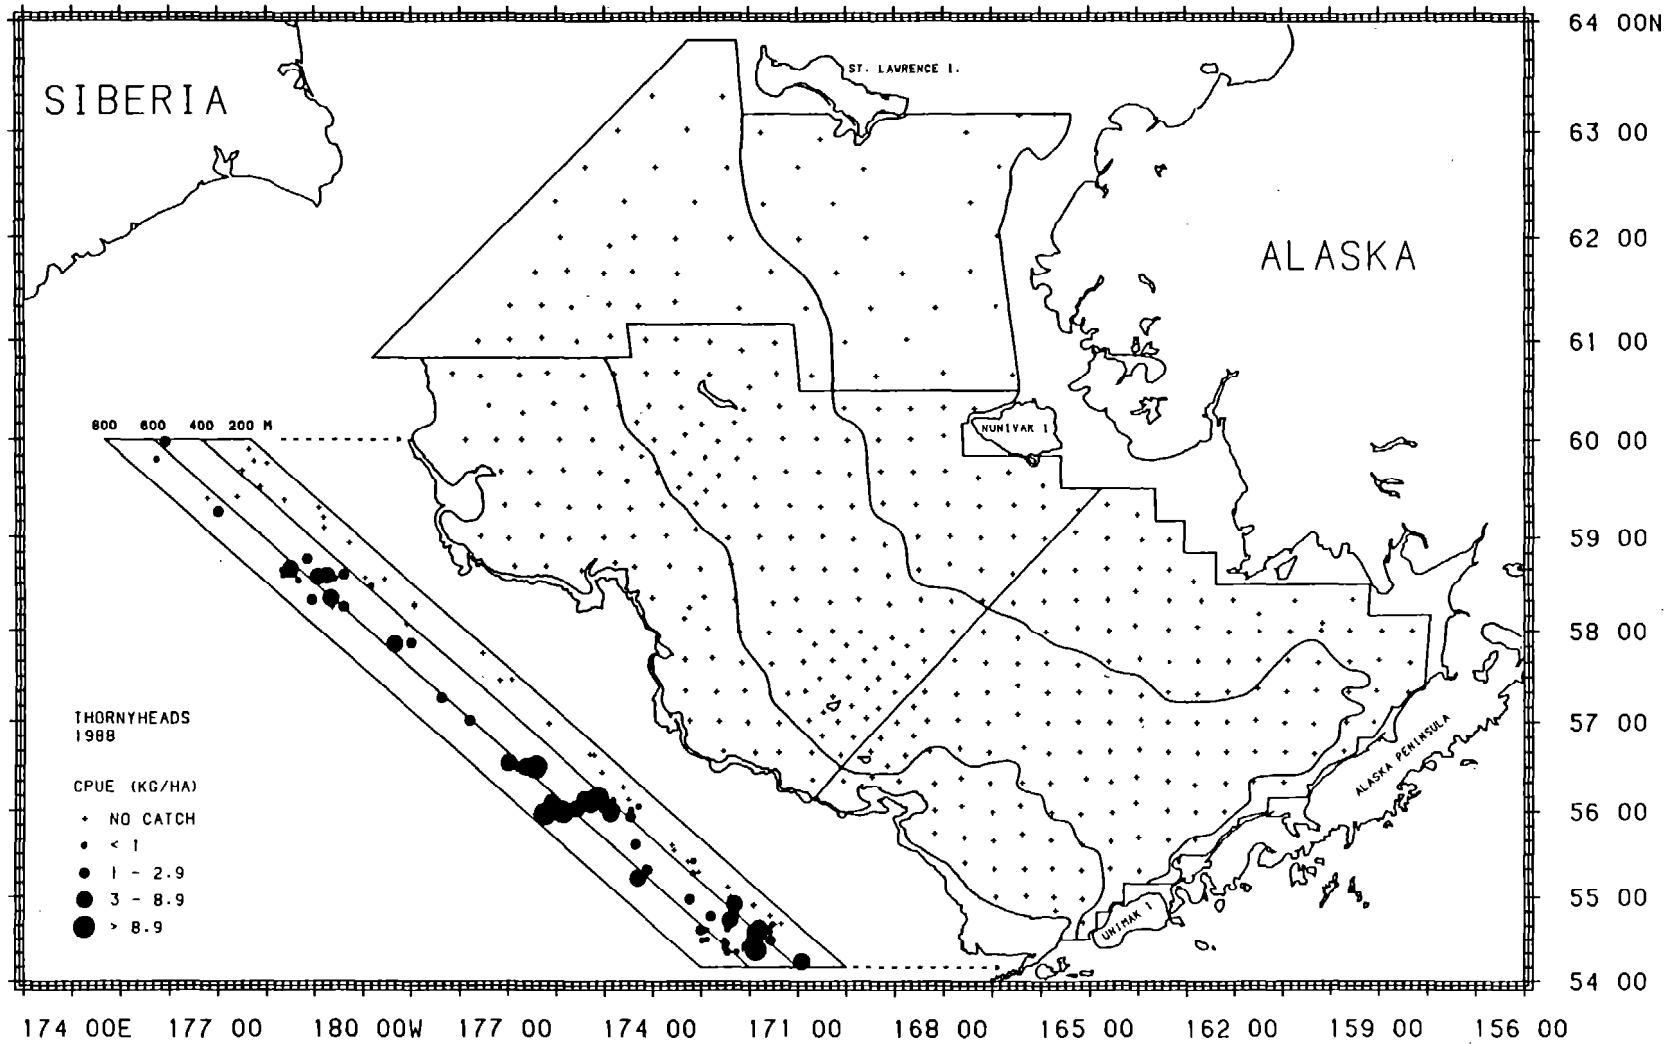 64 00N
ST. LAWRENCE I.
SIBERIA
63 00
62 00
ALASKA
61 00
800 600 400 200 M
NUNIVAK I
60 00
59 00
58 00
THORNYHEADS
1988
57 00
ALASKA PENINSULA
CPUE (KG/HA)
+ NO CATCH
< 1
1 - 2.9
3 - 8.9
> 8.9
56 00
55 00
UNIMAK I
54 00
174 00E 177 00 180 00W 177 00 174 00 171 00 168 00 165 00 162 00 159 00 156 00